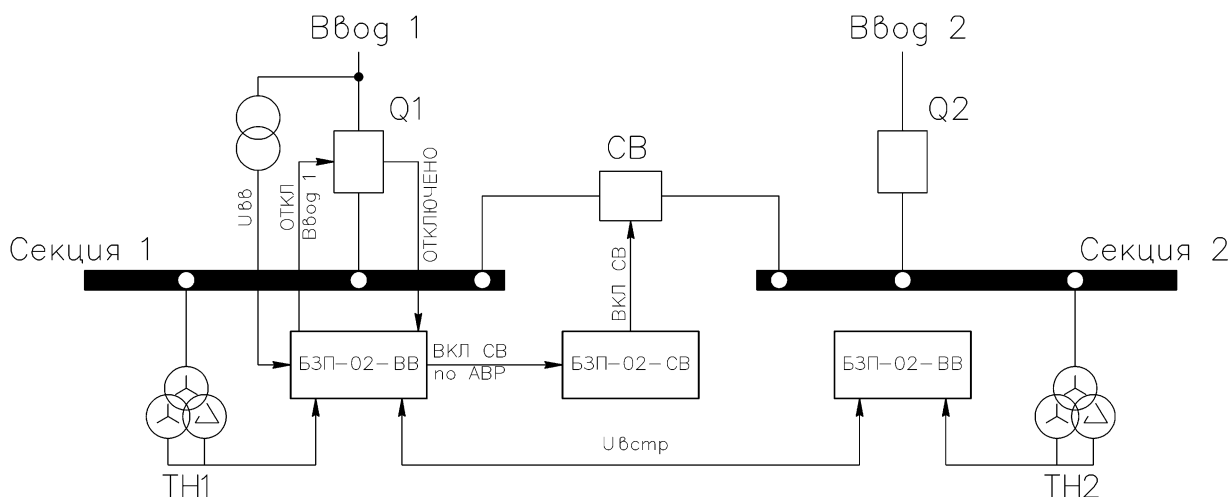 Ввод 1
Ввод 2
Q1
Q2
СВ
Uвв
ОТКЛ
Ввод 1
ОТКЛЮЧЕНО
Секция 1
Секция 2
ВКЛ СВ
БЗП-02-ВВ
ВКЛ СВ
по АВР
БЗП-02-СВ
БЗП-02-ВВ
Uвстр
ТН1
ТН2